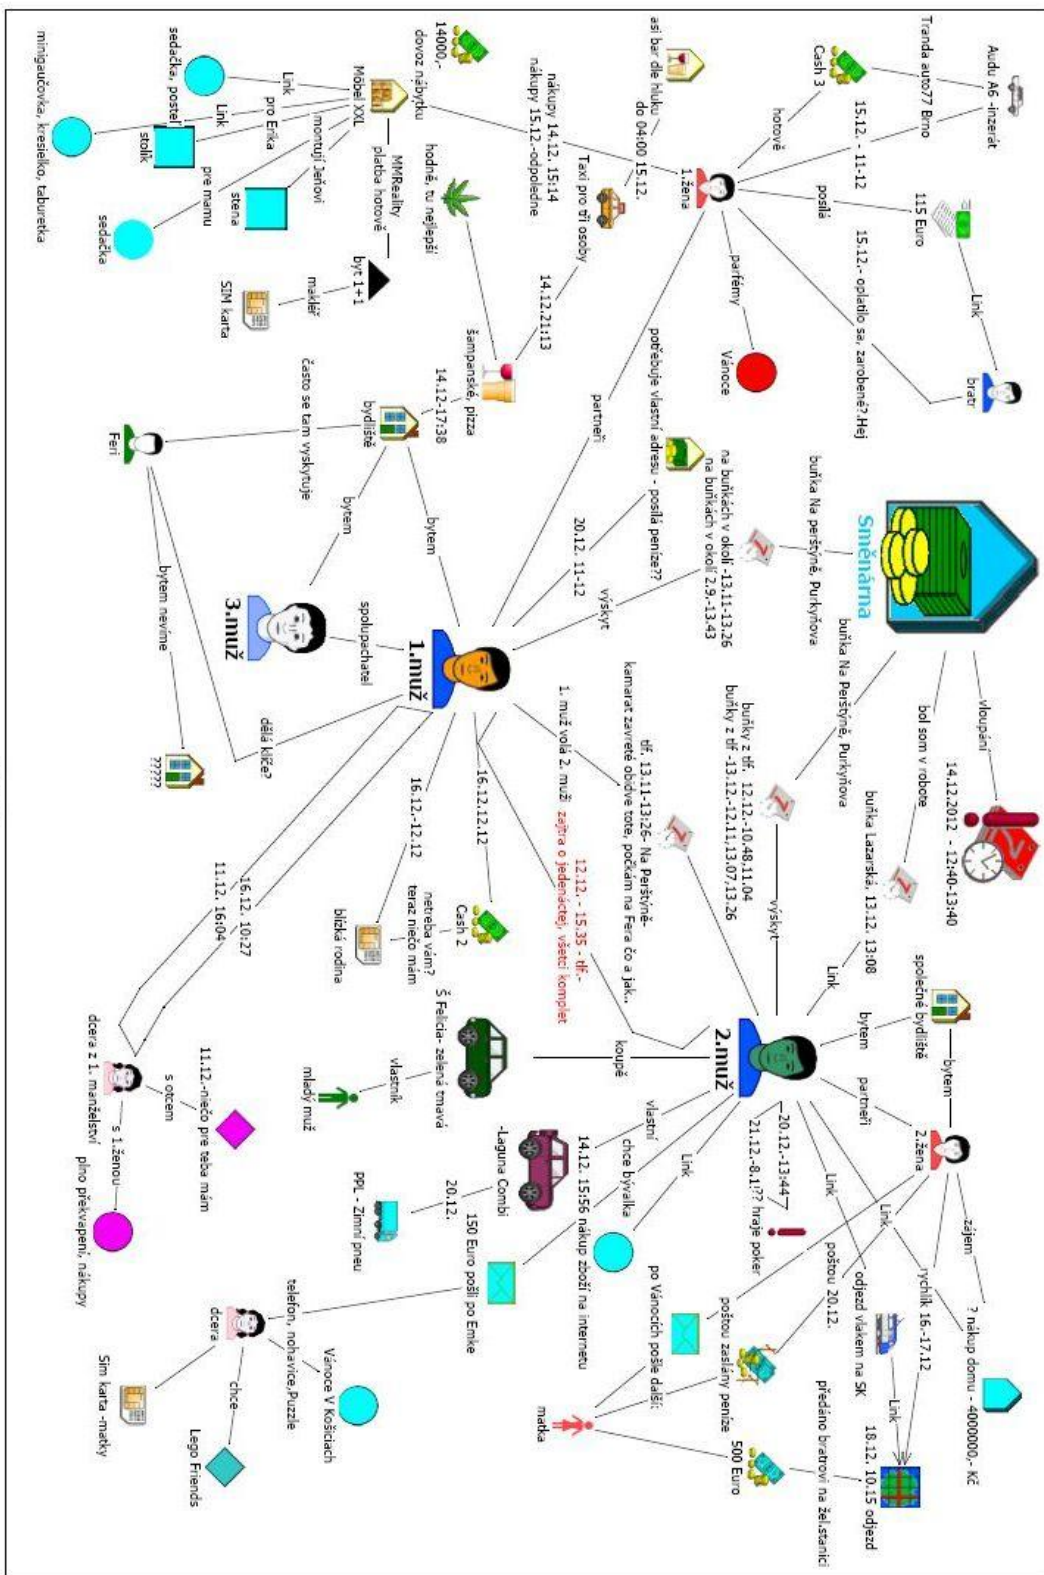 Audu A6 -inzerát
Tranda auto77 Brno
Cash 3
15.12. - 11-12
hotově
115 Euro
posílá
Link
bratr
15.12.- oplatilo sa, zarobené?.Hej
1.žena
parfémy
Vánoce
partneři
asi bar dle hluku
do 04:00 15.12.
Taxi pro tři osoby
14.12.21:13
nákupy 14.12. 15:14
nákupy 15.12.-odpoledne
14000,-
dovoz nábytku
Möbel XXL
hodně, tu nejlepší
MMReality
platba hotově
byt 1+1
makléř
SIM karta
šampanské, pizza
14.12-17:38
bydliště
Link
sedačka, posteľ
Link
minigaučovka, kresielko, taburetka
pro Erika
stolík
montují Jeňovi
stena
pre mamu
sedačka
často se tam vyskytuje
Feri
bytem
bytem
bytem nevíme
?????
dělá klíče?
spolupachatel
3.muž
1.muž
potřebuje vlastní adresu - posílá peníze??
20.12. 11-12
na buňkách v okolí -13.11-13.26
na buňkách v okolí 2.9.-13.43
výskyt
buňka Na perštýně, Purkyňova
Směnárna
vloupání
14.12.2012 - 12:40-13:40
bol som v robote
buňka Lazarská, 13.12. 13:08
Link
buňka Na Perštýně, Purkyňova
buňky z tlf. 12.12.-10.48,11.04
buňky z tlf -13.12.-12.11,13.07,13.26
výskyt
tlf. 13.11-13:26- Na Perštýně-
kamarat zavreté obidve tote, počkám na Fera čo a jak..
12.12. - 15.35 - tlf.-
1. muž volá 2. muži zajtra o jedenáctej, všetci komplet
16.12.12.12
Cash 2
netreba vám?
teraz niečo mám
16.12.-12.12
blízká rodina
16.12. 10:27
11.12. 16:04
dcera z 1. manželství
s otcem
11.12.-niečo pre teba mám
s 1.ženou
plno překvapení, nákupy
2.muž
společné bydliště
bytem
bytem
partneři
2.žena
zájem
? nákup domu - 4000000,- Kč
rychlík 16.-17.12
Link
18.12. 10.15 odjezd
Link
odjezd vlakem na SK
Link
20.12.-13:44
21.12.-8.1!?? hraje poker
poštou 20.12.
předáno bratrovi na žel.stanici
500 Euro
poštou zaslány peníze
po Vánocích pošle další:
matka
Link
14.12. 15:56 nákup zboží na internetu
chce bývalka
150 Euro pošli po Emke
vlastní
-Laguna Combi
20.12.
PPL - Zimní pneu
koupě
Š Felicia- zelená tmavá
vlastník
mladý muž
dcera
telefon, nohavice,Puzzle
Vánoce V Košiciach
chce
Lego Friends
Sim karta -matky